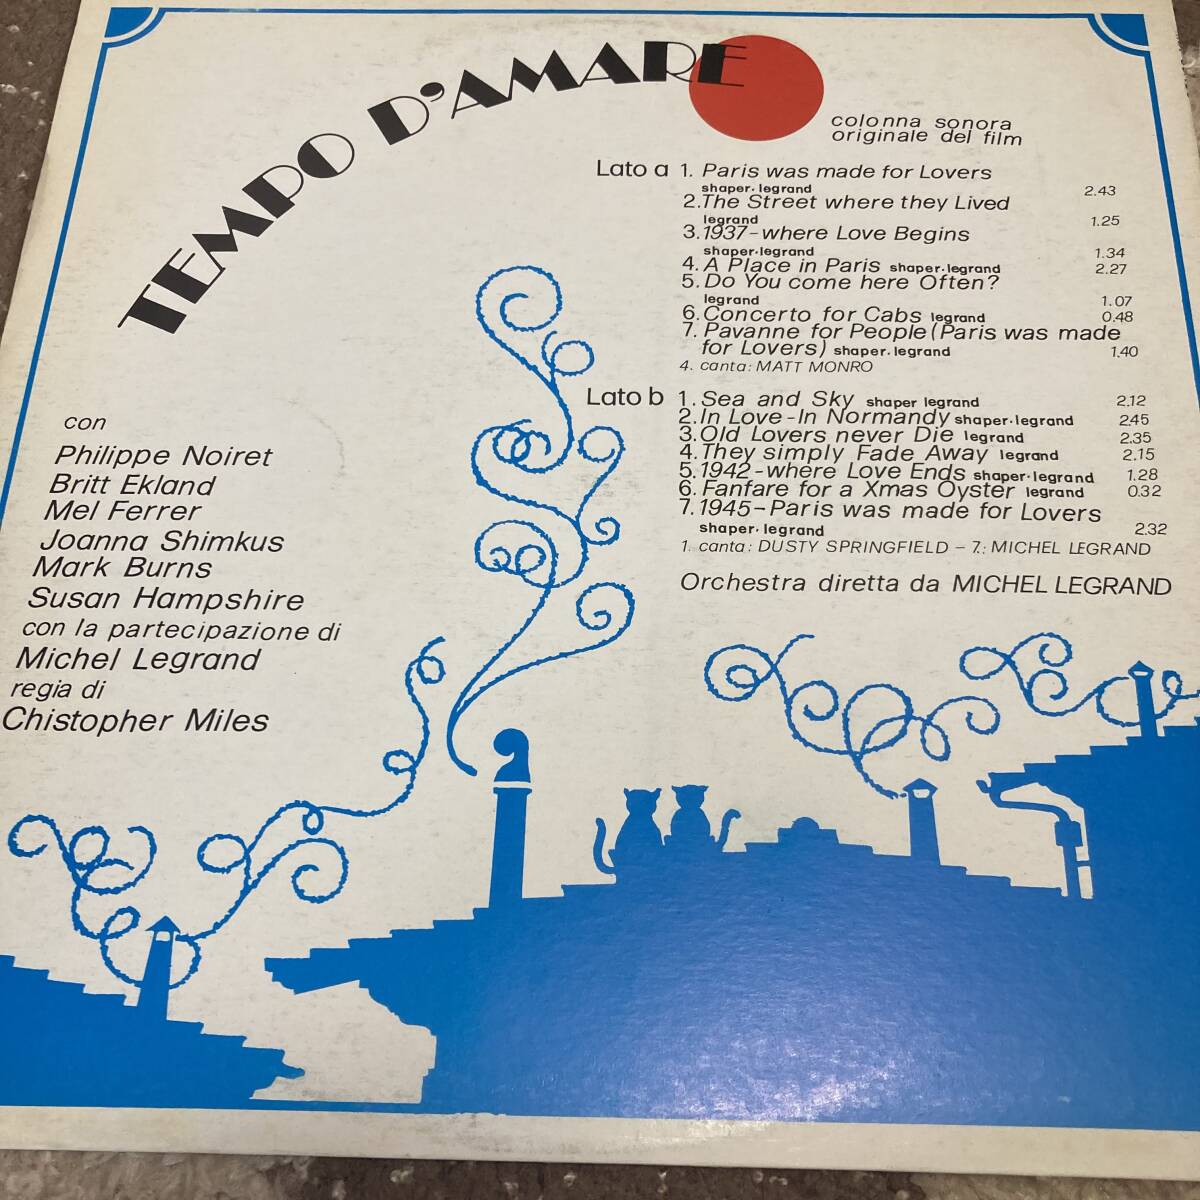 TEMPO D'AMARE
colonna sonora
originale del film
Lato a 1. Paris was made for Lovers
shaper·legrand 2.43
2. The Street where they Lived
legrand 1.25
3. 1937-where Love Begins
shaper·legrand 1.34
4. A Place in Paris shaper·legrand 2.27
5. Do You come here Often?
legrand 1.07
6. Concerto for Cabs legrand 0.48
7. Pavanne for People (Paris was made
for Lovers) shaper·legrand 1.40
4. canta: MATT MONRO
Lato b 1. Sea and Sky shaper legrand 2.12
2. In Love-In Normandy shaper·legrand 2.45
3. Old Lovers never Die legrand 2.35
4. They simply Fade Away legrand 2.15
5. 1942-where Love Ends shaper·legrand 1.28
6. Fanfare for a Xmas Oyster legrand 0.32
7. 1945-Paris was made for Lovers
shaper·legrand 2.32
1. canta: DUSTY SPRINGFIELD – 7.: MICHEL LEGRAND
Orchestra diretta da MICHEL LEGRAND
con
Philippe Noiret
Britt Ekland
Mel Ferrer
Joanna Shimkus
Mark Burns
Susan Hampshire
con la partecipazione di
Michel Legrand
regia di
Chistopher Miles